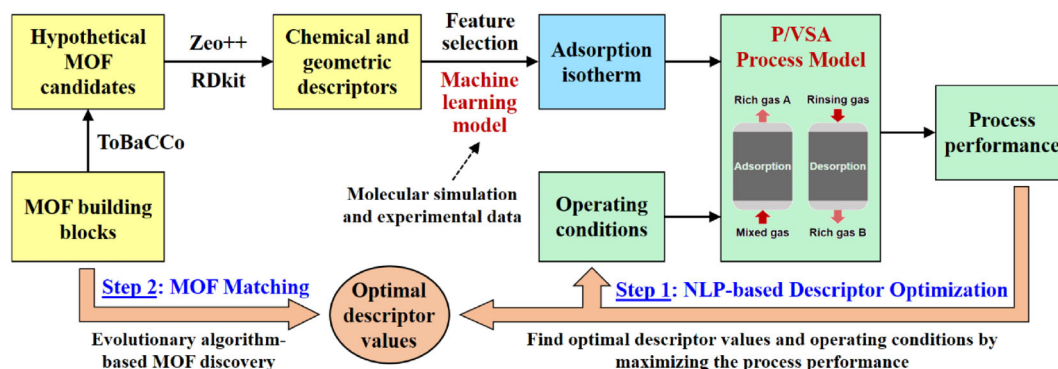 Hypothetical
MOF
candidates
Zeo++
RDkit
Chemical and
geometric
descriptors
Feature
selection
Machine
learning
model
Adsorption
isotherm
P/VSA
Process Model
Rich gas A
Rinsing gas
Adsorption
Desorption
Mixed gas
Rich gas B
Process
performance
ToBaCCo
Molecular simulation
and experimental data
MOF building
blocks
Operating
conditions
Step 2: MOF Matching
Evolutionary algorithm-
based MOF discovery
Optimal
descriptor
values
Step 1: NLP-based Descriptor Optimization
Find optimal descriptor values and operating conditions by
maximizing the process performance